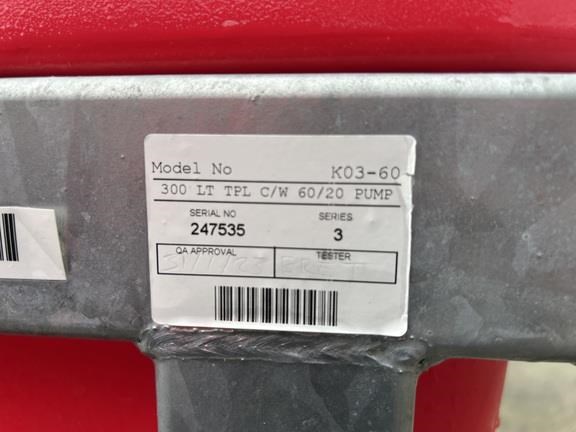 Model No K03-60
300 LT TPL C/W 60/20 PUMP
SERIAL NO SERIES
247535 3
QA APPROVAL TESTER